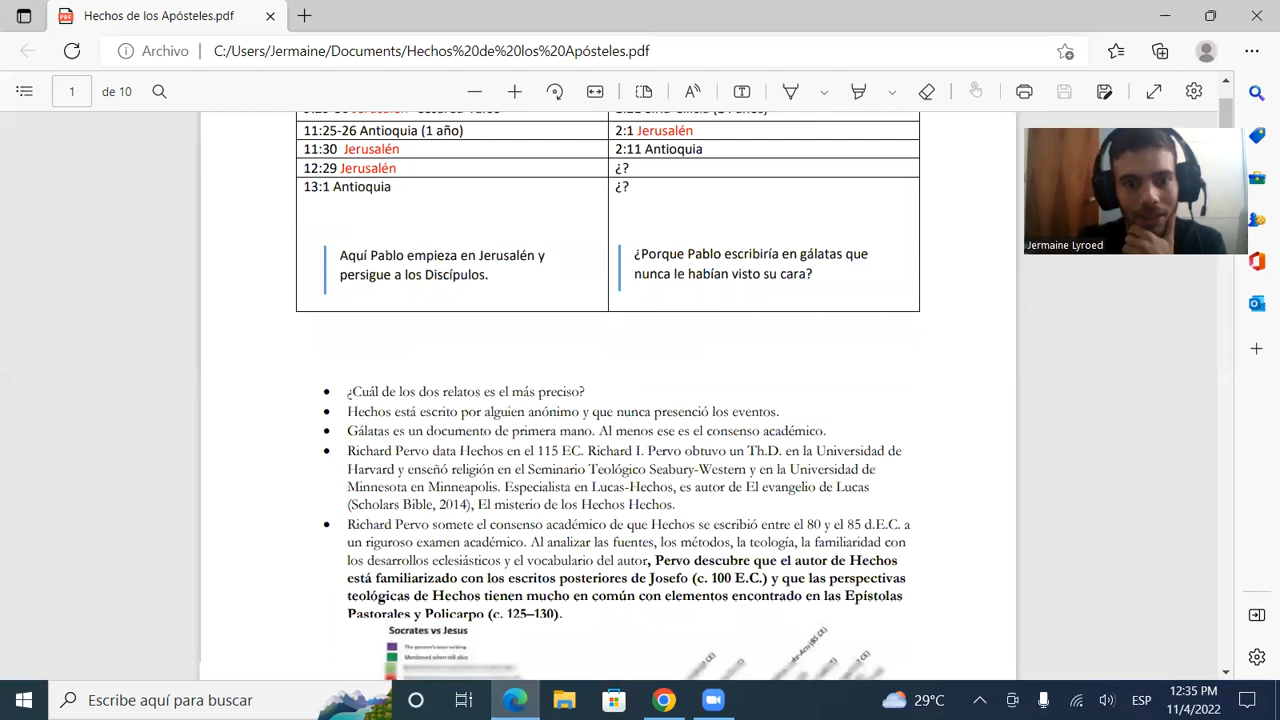 Hechos de los Apósteles.pdf
Archivo
C:/Users/Jermaine/Documents/Hechos%20de%20los%20Apósteles.pdf
1
de 10
11:25-26 Antioquia (1 año)
2:1 Jerusalén
11:30 Jerusalén
2:11 Antioquia
12:29 Jerusalén
¿?
13:1 Antioquia
¿?
Aquí Pablo empieza en Jerusalén y
persigue a los Discípulos.
¿Porque Pablo escribiría en gálatas que
nunca le habían visto su cara?
Jermaine Lyroed
• ¿Cuál de los dos relatos es el más preciso?
• Hechos está escrito por alguien anónimo y que nunca presenció los eventos.
• Gálatas es un documento de primera mano. Al menos ese es el consenso académico.
• Richard Pervo data Hechos en el 115 EC. Richard I. Pervo obtuvo un Th.D. en la Universidad de
Harvard y enseñó religión en el Seminario Teológico Seabury-Western y en la Universidad de
Minnesota en Minneapolis. Especialista en Lucas-Hechos, es autor de El evangelio de Lucas
(Scholars Bible, 2014), El misterio de los Hechos Hechos.
• Richard Pervo somete el consenso académico de que Hechos se escribió entre el 80 y el 85 d.E.C. a
un riguroso examen académico. Al analizar las fuentes, los métodos, la teología, la familiaridad con
los desarrollos eclesiásticos y el vocabulario del autor, Pervo descubre que el autor de Hechos
está familiarizado con los escritos posteriores de Josefo (c. 100 E.C.) y que las perspectivas
teológicas de Hechos tienen mucho en común con elementos encontrado en las Epístolas
Pastorales y Policarpo (c. 125–130).
Socrates vs Jesus
The person's own writing
Mentioned when still alive
Escribe aquí para buscar
29°C
ESP
12:35 PM
11/4/2022